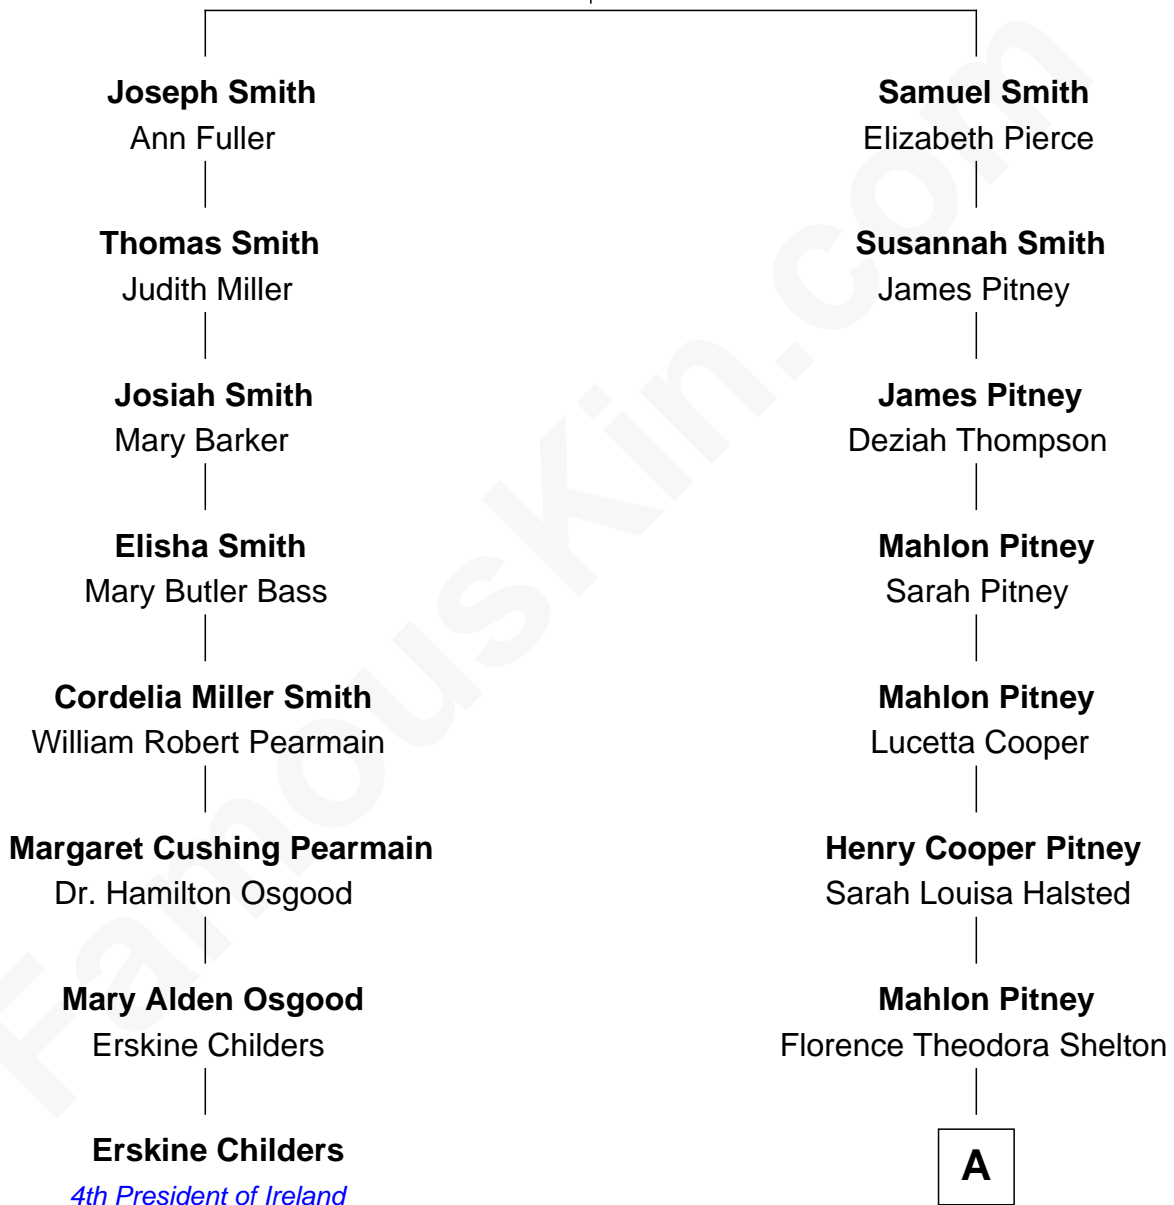 Joseph Smith
Ann Fuller
Samuel Smith
Elizabeth Pierce
Thomas Smith
Judith Miller
Susannah Smith
James Pitney
Josiah Smith
Mary Barker
James Pitney
Deziah Thompson
Elisha Smith
Mary Butler Bass
Mahlon Pitney
Sarah Pitney
Cordelia Miller Smith
William Robert Pearmain
Mahlon Pitney
Lucetta Cooper
Margaret Cushing Pearmain
Dr. Hamilton Osgood
Henry Cooper Pitney
Sarah Louisa Halsted
Mary Alden Osgood
Erskine Childers
Mahlon Pitney
Florence Theodora Shelton
Erskine Childers
4th President of Ireland
A
FamousKin.com